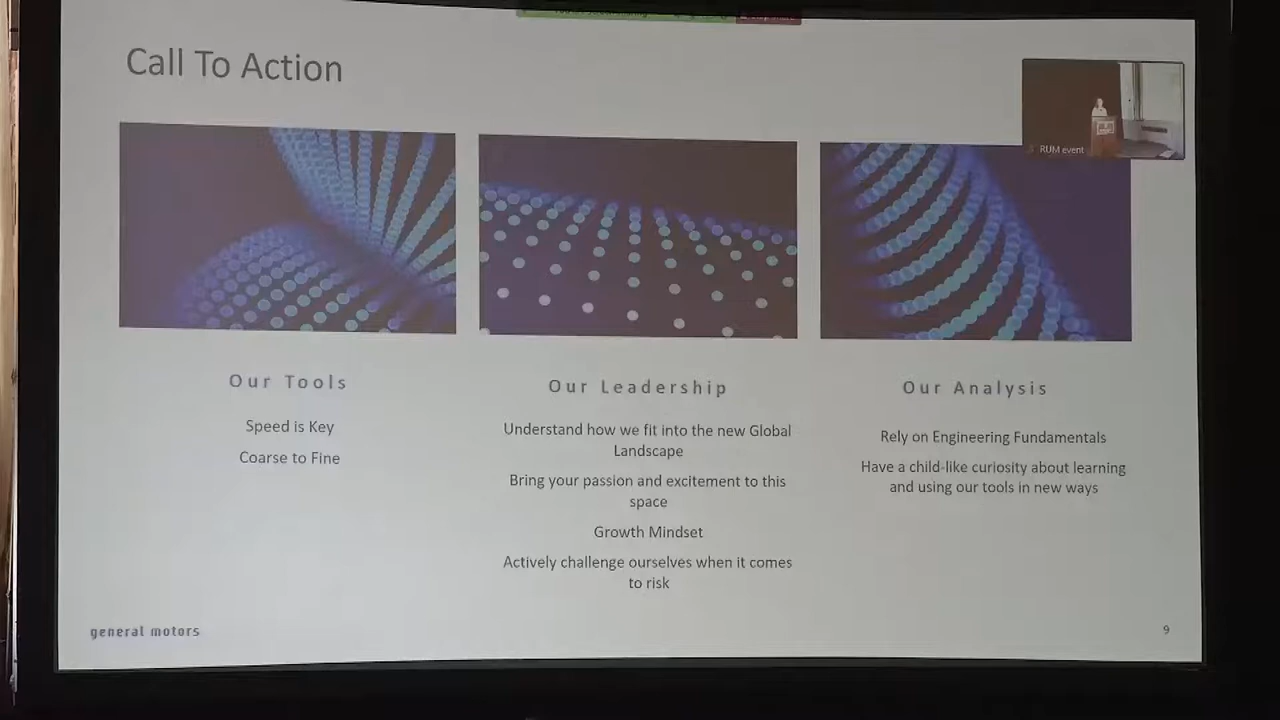 Call To Action
RUM event
Our Tools
Speed is Key
Coarse to Fine
Our Leadership
Understand how we fit into the new Global
Landscape
Bring your passion and excitement to this
space
Growth Mindset
Actively challenge ourselves when it comes
to risk
Our Analysis
Rely on Engineering Fundamentals
Have a child-like curiosity about learning
and using our tools in new ways
general motors
9